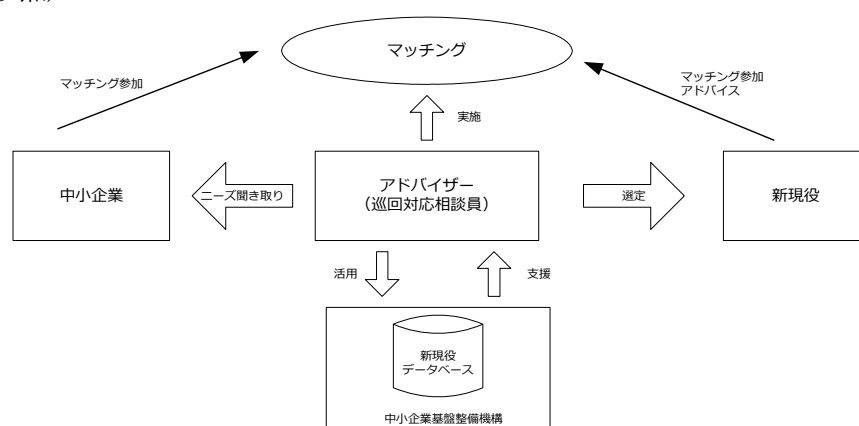 マッチング
マッチング参加
マッチング参加
アドバイス
実施
中小企業
ニーズ聞き取り
アドバイザー
（巡回対応相談員）
選定
新現役
活用
支援
新現役
データベース
中小企業基盤整備機構